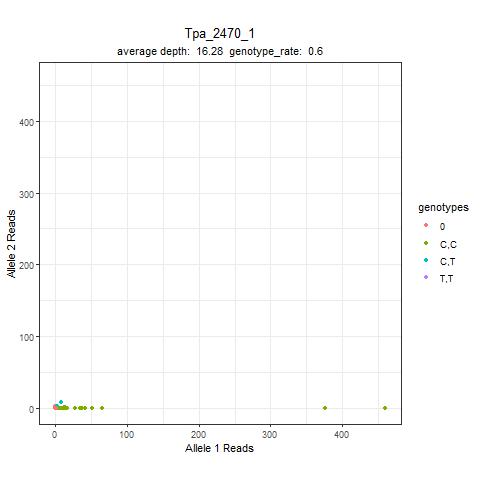 Tpa_2470_1
average depth: 16.28 genotype_rate: 0.6
Allele 2 Reads
400
300
200
100
0
0 100 200 300 400
Allele 1 Reads
genotypes
0
C,C
C,T
T,T